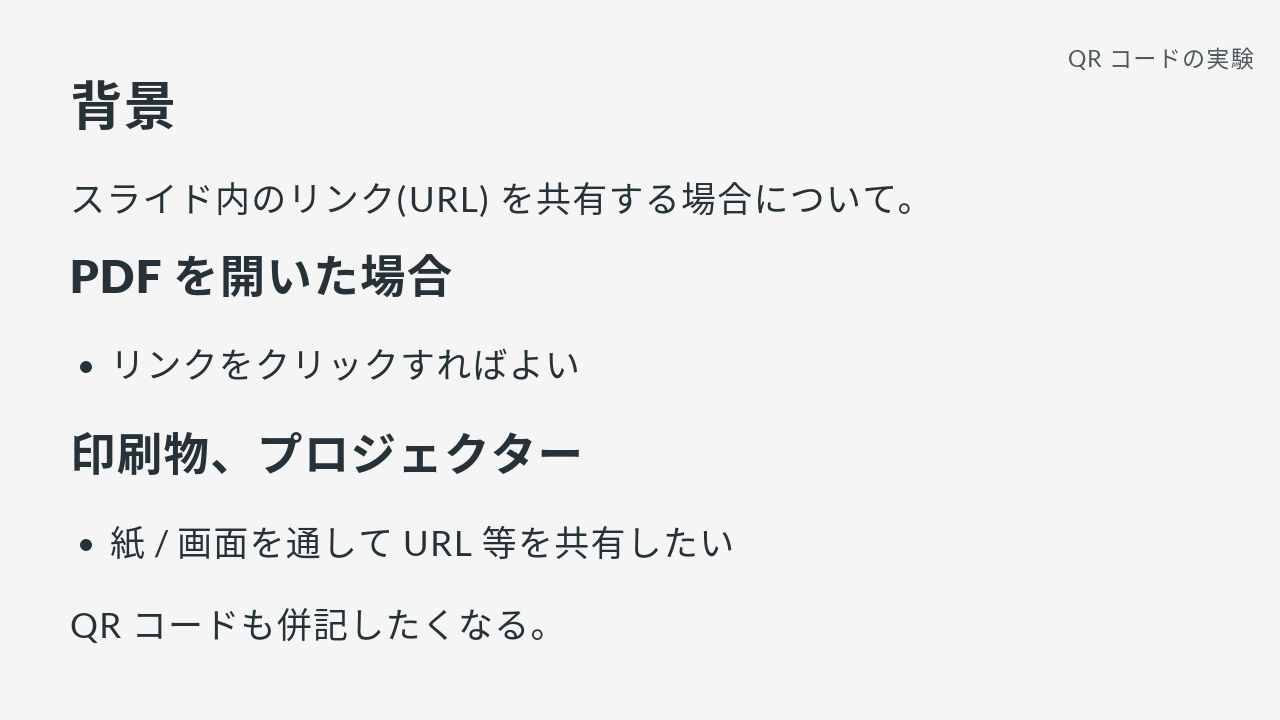 QR コードの実験
背景
スライド内のリンク(URL) を共有する場合について。
PDF を開いた場合
• リンクをクリックすればよい
印刷物、プロジェクター
• 紙 / 画面を通して URL 等を共有したい
QR コードも併記したくなる。